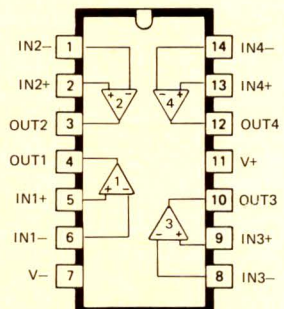 IN2− 1 14 IN4−
IN2+ 2 + − − + 13 IN4+
2 4
OUT2 3 12 OUT4
OUT1 4 11 V+
1 10 OUT3
IN1+ 5 + −
3 9 IN3+
IN1− 6 − +
V− 7 8 IN3−